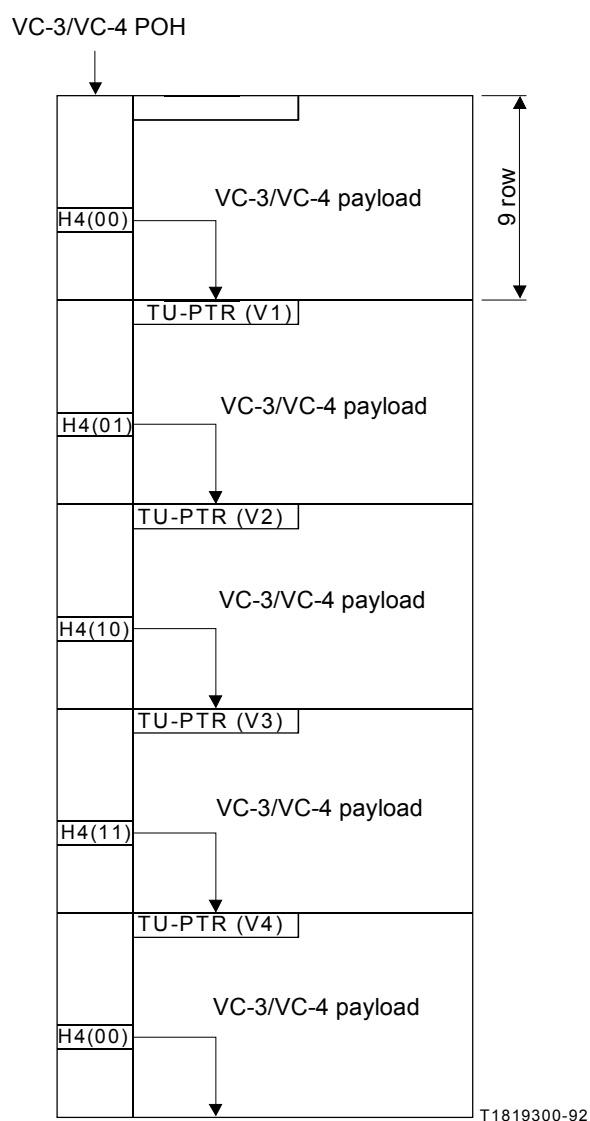 VC-3/VC-4 POH
VC-3/VC-4 payload
9 row
H4(00)
TU-PTR (V1)
VC-3/VC-4 payload
H4(01)
TU-PTR (V2)
VC-3/VC-4 payload
H4(10)
TU-PTR (V3)
VC-3/VC-4 payload
H4(11)
TU-PTR (V4)
VC-3/VC-4 payload
H4(00)
T1819300-92